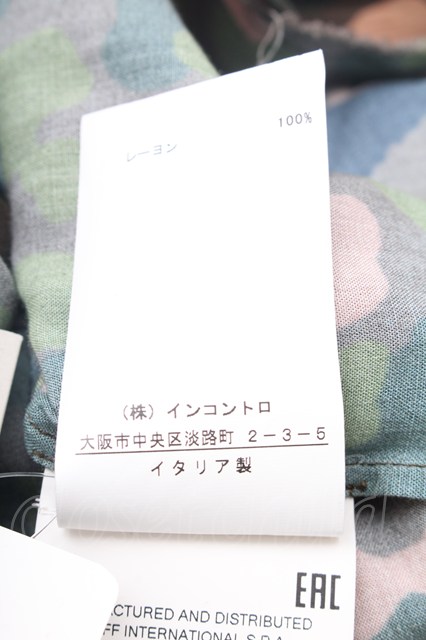 100%
レーヨン
(株)インコントロ
大阪市中央区淡路町 2-3-5
イタリア製
EAC
ACTURED AND DISTRIBUTED
FF INTERNATIONAL S.P.A.